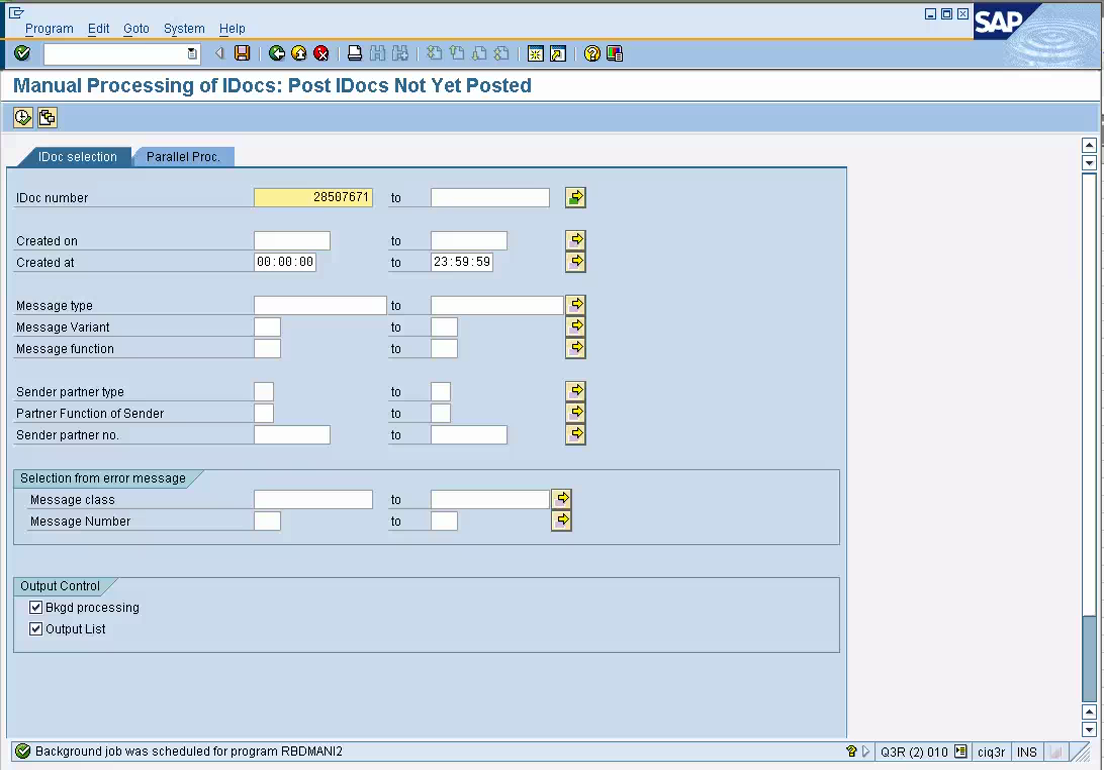 Program Edit Goto System Help
SAP
Manual Processing of IDocs: Post IDocs Not Yet Posted
IDoc selection Parallel Proc.
IDoc number 28507671 to
Created on to
Created at 00:00:00 to 23:59:59
Message type to
Message Variant to
Message function to
Sender partner type to
Partner Function of Sender to
Sender partner no. to
Selection from error message
Message class to
Message Number to
Output Control
Bkgd processing
Output List
Background job was scheduled for program RBDMANI2 Q3R (2) 010 ciq3r INS